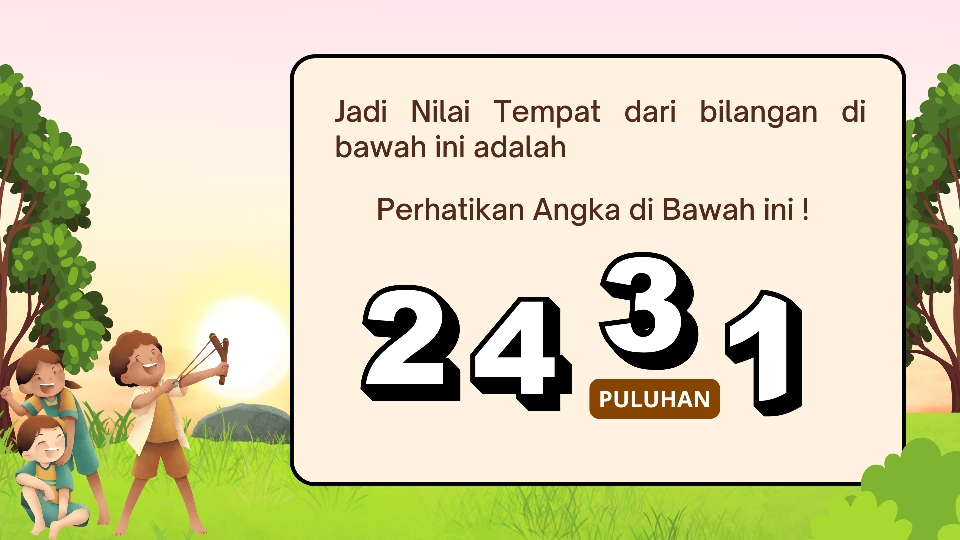 Jadi Nilai Tempat dari bilangan di
bawah ini adalah
Perhatikan Angka di Bawah ini !
2431
PULUHAN